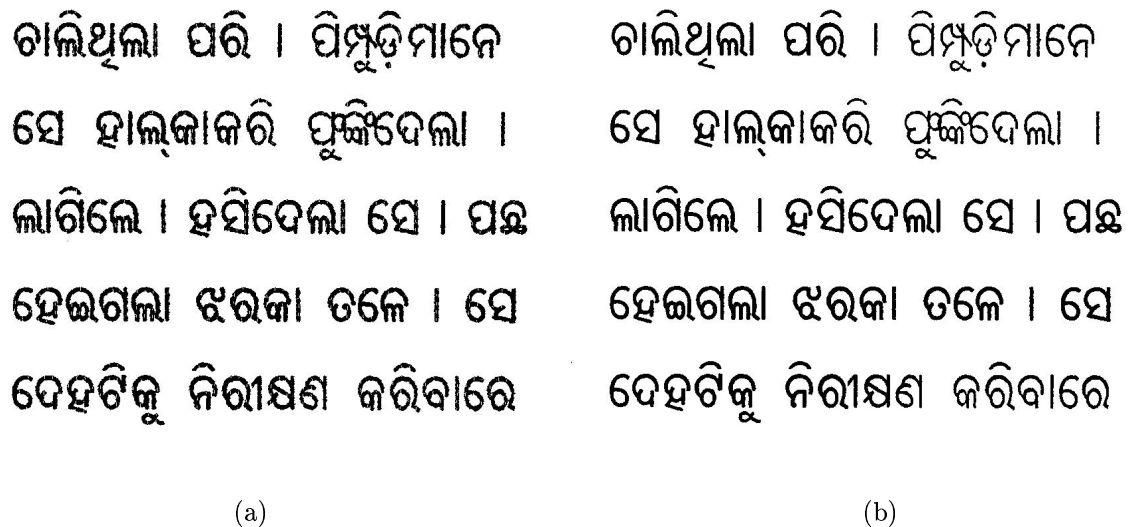 ଚାଲିଥିଲା ପରି । ପିମ୍ପୁଡ଼ିମାନେ
ସେ ହାଲ୍‌କାକରି ଫୁଙ୍କିଦେଲା ।
ଲାଗିଲେ । ହସିଦେଲା ସେ । ପଛ
ହେଇଗଲା ଝରକା ତଳେ । ସେ
ଦେହଟିକୁ ନିରୀକ୍ଷଣ କରିବାରେ
(a)
ଚାଲିଥିଲା ପରି । ପିମ୍ପୁଡ଼ିମାନେ
ସେ ହାଲ୍‌କାକରି ଫୁଙ୍କିଦେଲା ।
ଲାଗିଲେ । ହସିଦେଲା ସେ । ପଛ
ହେଇଗଲା ଝରକା ତଳେ । ସେ
ଦେହଟିକୁ ନିରୀକ୍ଷଣ କରିବାରେ
(b)